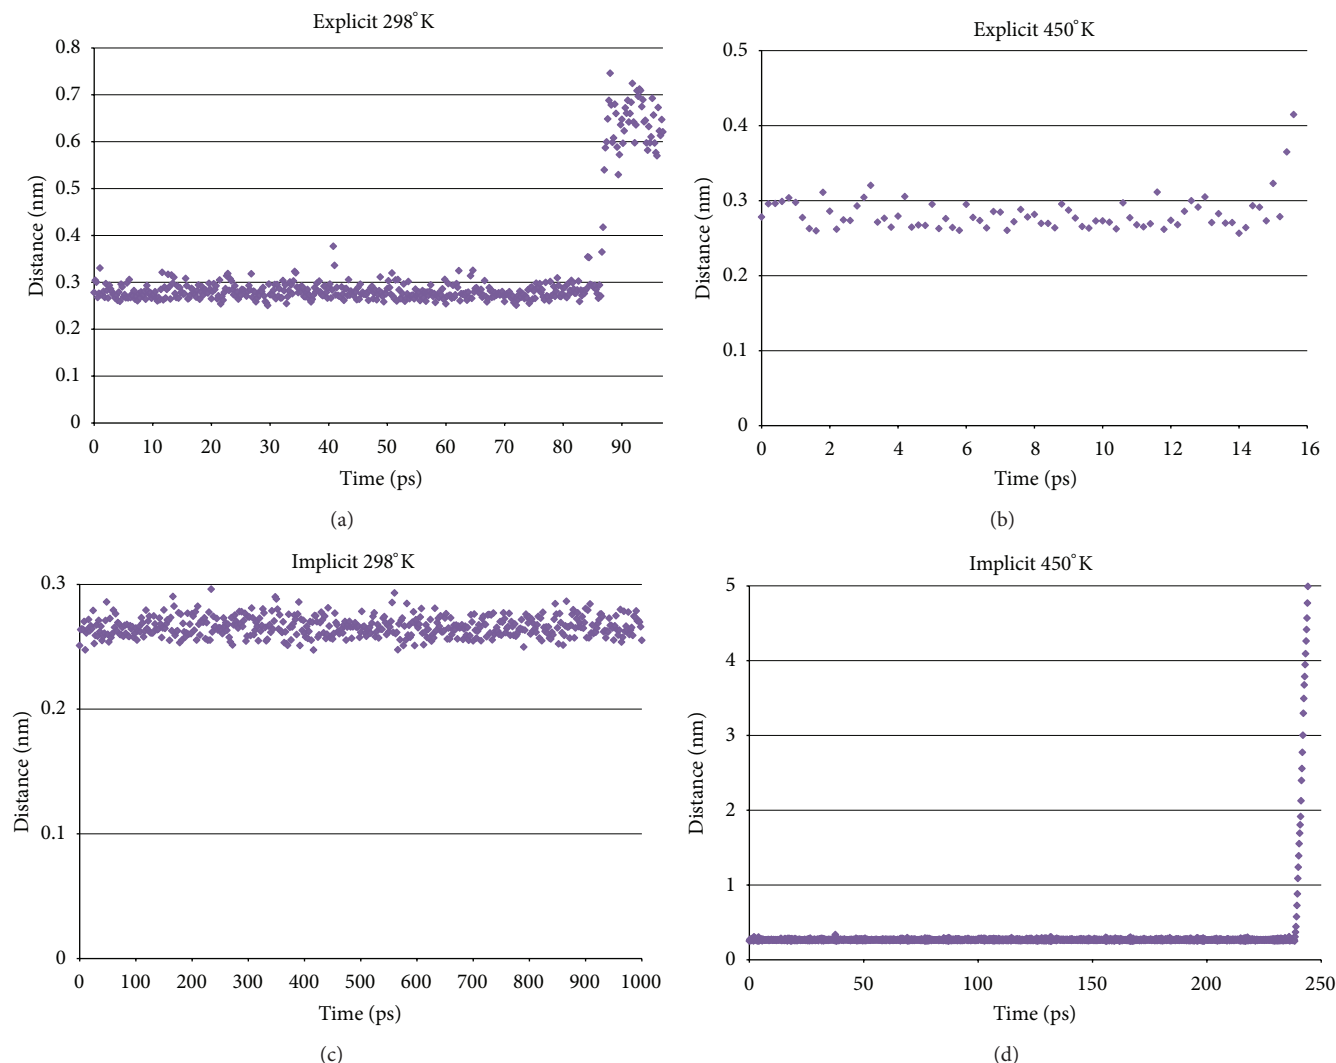 Explicit 298°K
0.8
0.7
0.6
0.5
0.4
0.3
0.2
0.1
0
Distance (nm)
0 10 20 30 40 50 60 70 80 90
Time (ps)
(a)
Explicit 450°K
0.5
0.4
0.3
0.2
0.1
0
Distance (nm)
0 2 4 6 8 10 12 14 16
Time (ps)
(b)
Implicit 298°K
0.3
0.2
0.1
0
Distance (nm)
0 100 200 300 400 500 600 700 800 900 1000
Time (ps)
(c)
Implicit 450°K
5
4
3
2
1
0
Distance (nm)
0 50 100 150 200 250
Time (ps)
(d)